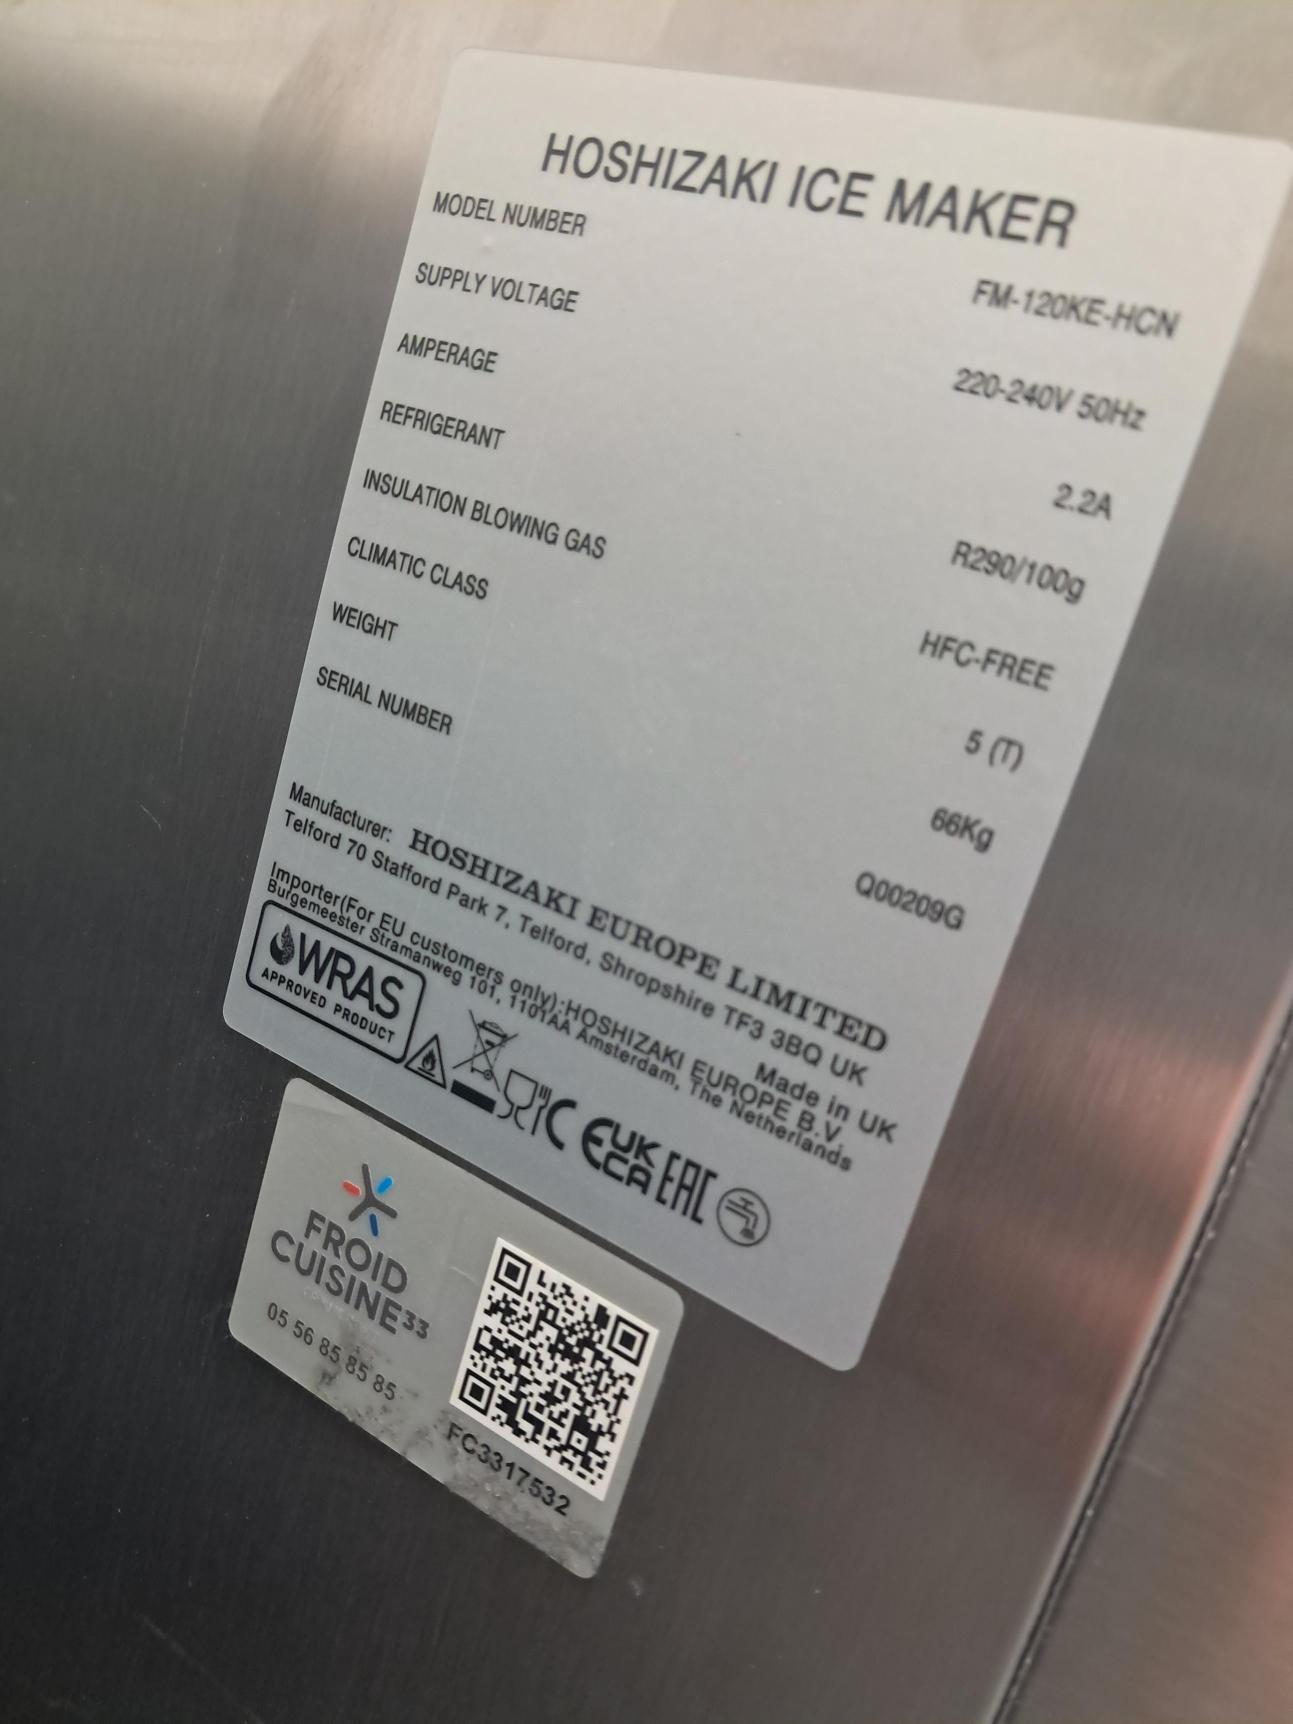 HOSHIZAKI ICE MAKER
MODEL NUMBER FM-120KE-HCN
SUPPLY VOLTAGE 220-240V 50Hz
AMPERAGE 2.2A
REFRIGERANT R290/100g
INSULATION BLOWING GAS HFC-FREE
CLIMATIC CLASS 5 (T)
WEIGHT 66Kg
SERIAL NUMBER Q00209G
Manufacturer: HOSHIZAKI EUROPE LIMITED
Telford 70 Stafford Park 7, Telford, Shropshire TF3 3BQ UK
Made in UK
Importer(For EU customers only):HOSHIZAKI EUROPE B.V
Burgemeester Stramanweg 101, 1101AA Amsterdam, The Netherlands
WRAS
APPROVED PRODUCT
CE
UK
CA
EAC
FROID
CUISINE33
05 56 85 85 85
FC3317532